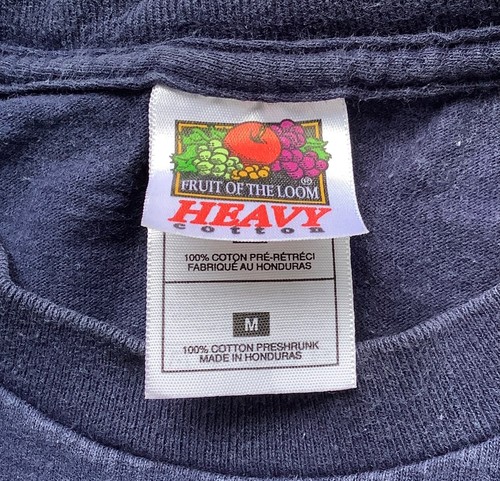 FRUIT OF THE LOOM ®
HEAVY
cotton
100% COTON PRÉ-RÉTRÉCI
FABRIQUÉ AU HONDURAS
M
100% COTTON PRESHRUNK
MADE IN HONDURAS